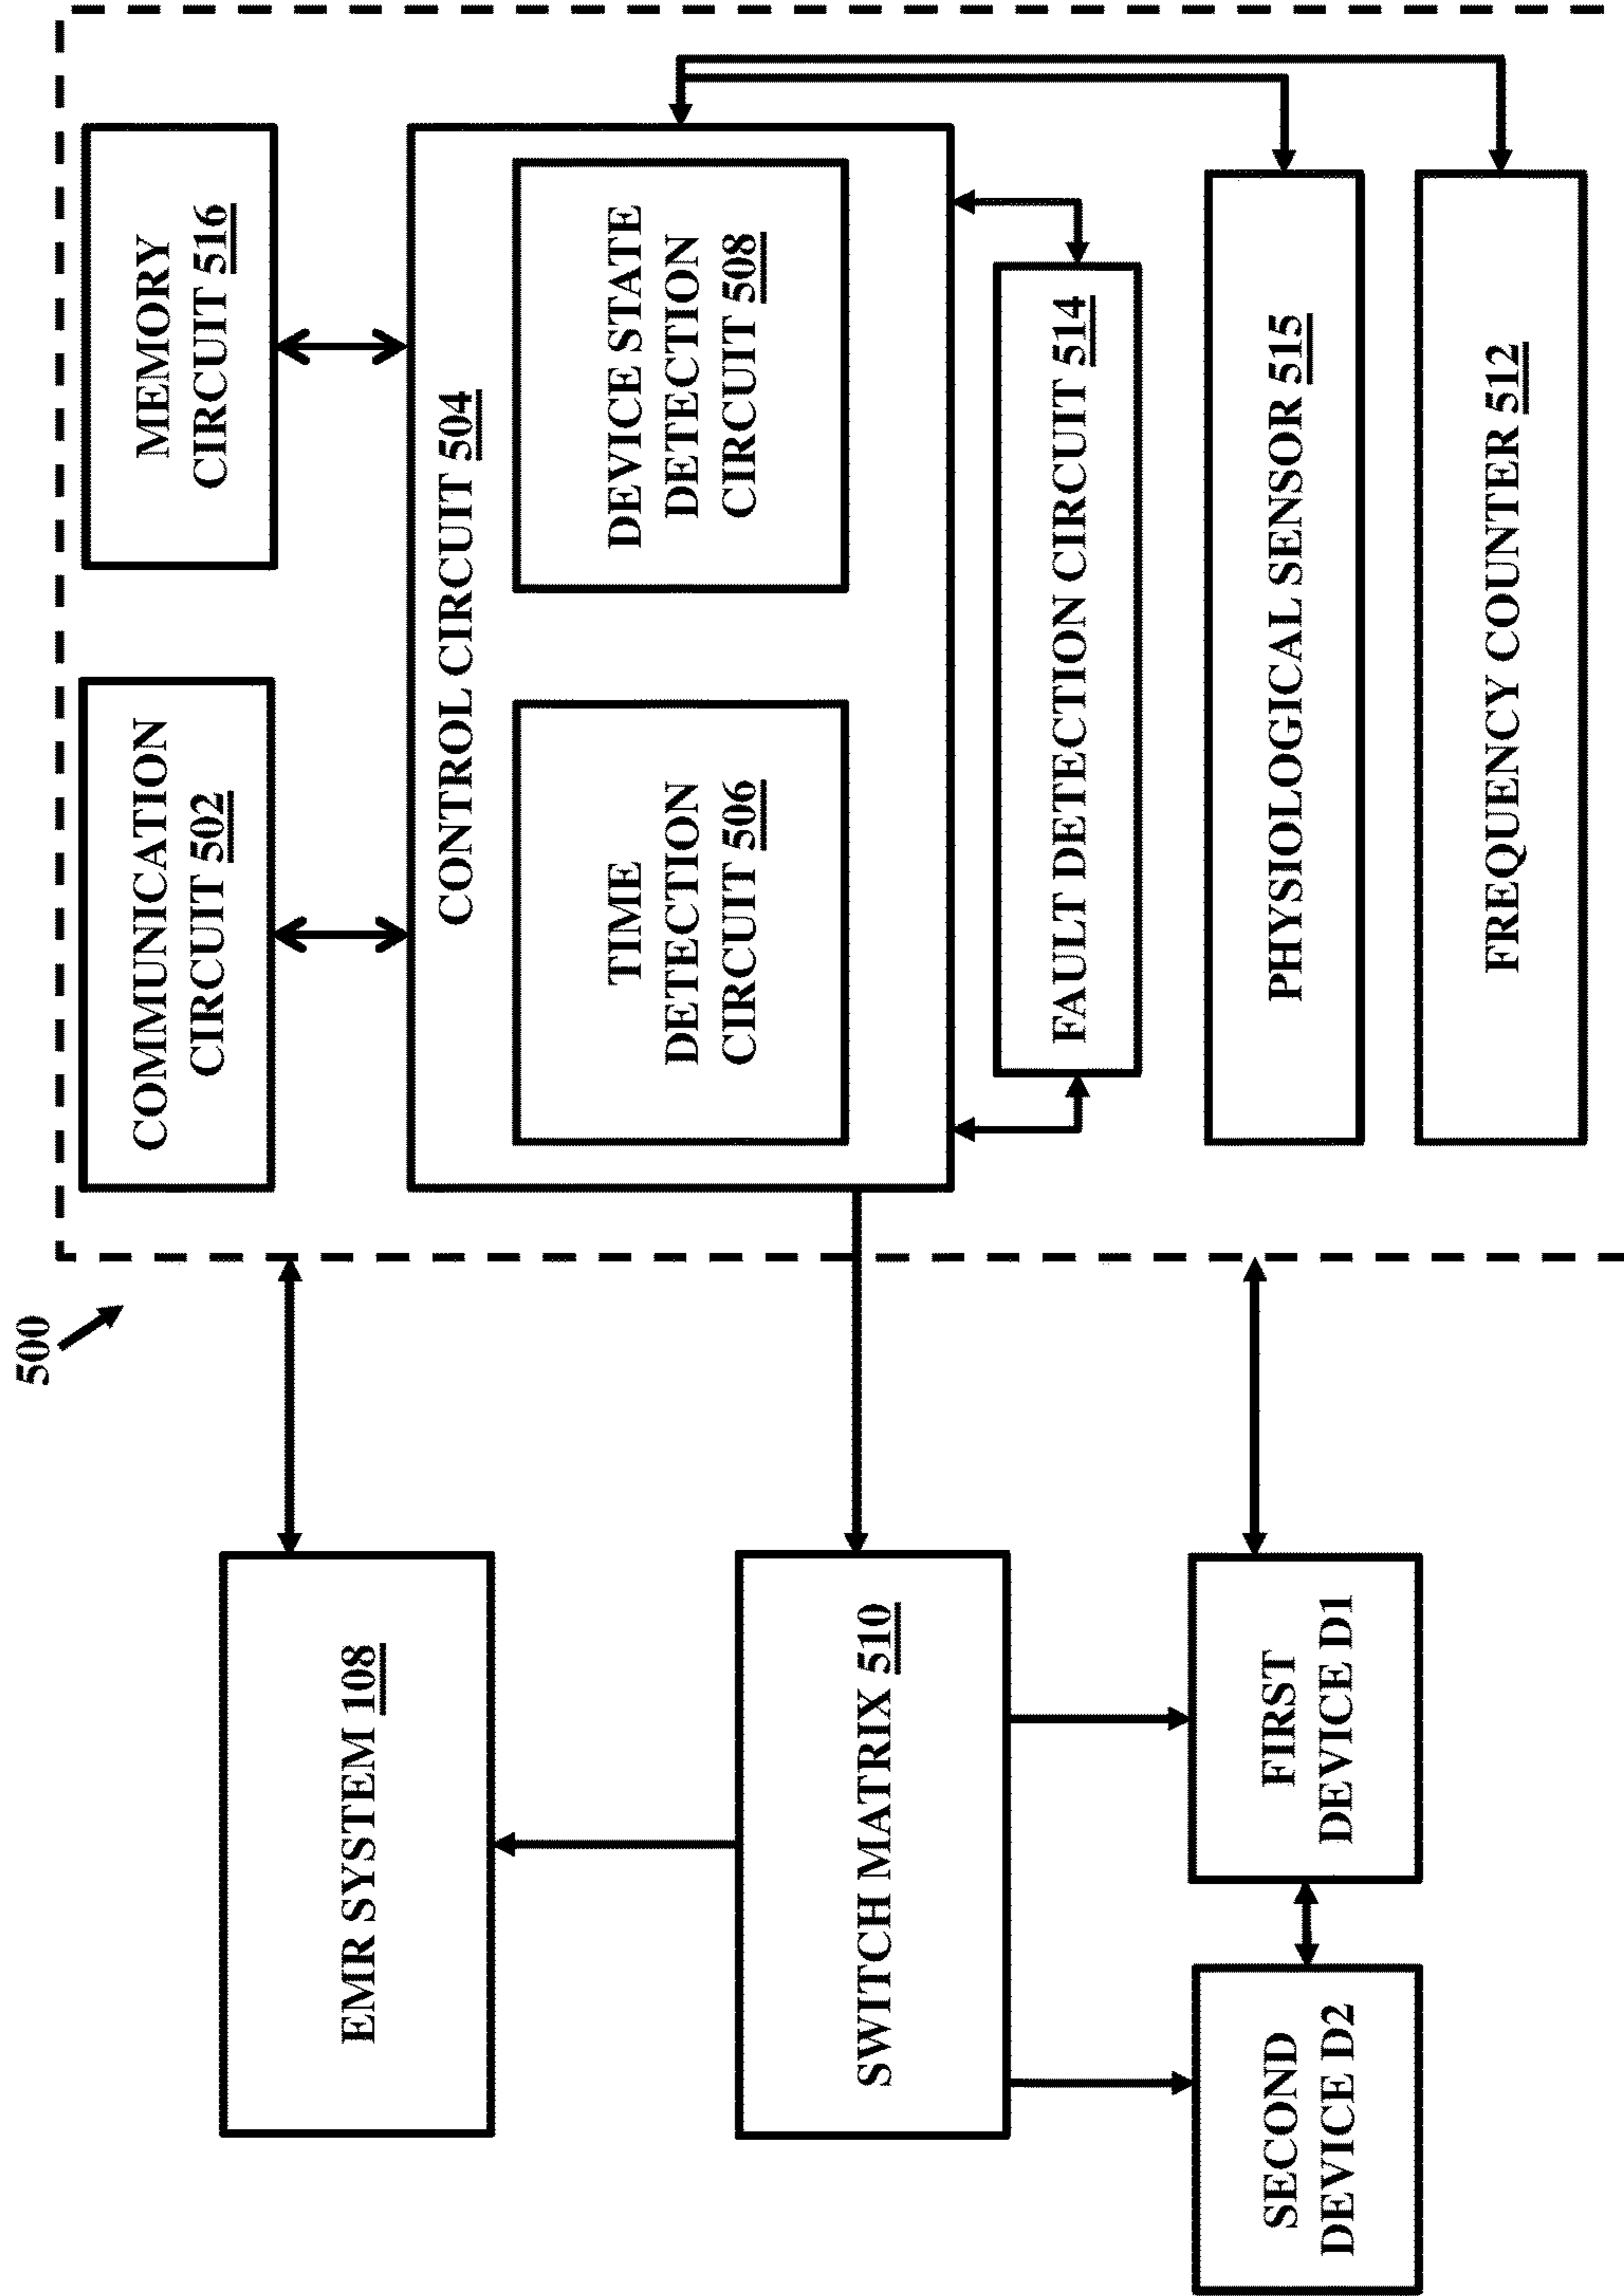 500
EMR SYSTEM 108
SWITCH MATRIX 510
SECOND
DEVICE D2
FIRST
DEVICE D1
COMMUNICATION
CIRCUIT 502
MEMORY
CIRCUIT 516
CONTROL CIRCUIT 504
TIME
DETECTION
CIRCUIT 506
DEVICE STATE
DETECTION
CIRCUIT 508
FAULT DETECTION CIRCUIT 514
PHYSIOLOGICAL SENSOR 515
FREQUENCY COUNTER 512